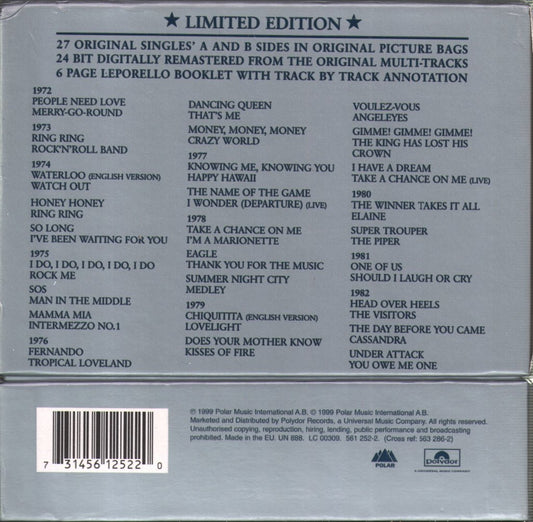 ★ LIMITED EDITION ★
27 ORIGINAL SINGLES' A AND B SIDES IN ORIGINAL PICTURE BAGS
24 BIT DIGITALLY REMASTERED FROM THE ORIGINAL MULTI-TRACKS
6 PAGE LEPORELLO BOOKLET WITH TRACK BY TRACK ANNOTATION
1972
PEOPLE NEED LOVE
MERRY-GO-ROUND
1973
RING RING
ROCK'N'ROLL BAND
1974
WATERLOO (ENGLISH VERSION)
WATCH OUT
HONEY HONEY
RING RING
SO LONG
I'VE BEEN WAITING FOR YOU
1975
I DO, I DO, I DO, I DO, I DO
ROCK ME
SOS
MAN IN THE MIDDLE
MAMMA MIA
INTERMEZZO NO.1
1976
FERNANDO
TROPICAL LOVELAND
DANCING QUEEN
THAT'S ME
MONEY, MONEY, MONEY
CRAZY WORLD
1977
KNOWING ME, KNOWING YOU
HAPPY HAWAII
THE NAME OF THE GAME
I WONDER (DEPARTURE) (LIVE)
1978
TAKE A CHANCE ON ME
I'M A MARIONETTE
EAGLE
THANK YOU FOR THE MUSIC
SUMMER NIGHT CITY
MEDLEY
1979
CHIQUITITA (ENGLISH VERSION)
LOVELIGHT
DOES YOUR MOTHER KNOW
KISSES OF FIRE
VOULEZ-VOUS
ANGELEYES
GIMME! GIMME! GIMME!
THE KING HAS LOST HIS
CROWN
I HAVE A DREAM
TAKE A CHANCE ON ME (LIVE)
1980
THE WINNER TAKES IT ALL
ELAINE
SUPER TROUPER
THE PIPER
1981
ONE OF US
SHOULD I LAUGH OR CRY
1982
HEAD OVER HEELS
THE VISITORS
THE DAY BEFORE YOU CAME
CASSANDRA
UNDER ATTACK
YOU OWE ME ONE
7 31456 12522 0
℗ 1999 Polar Music International A.B. © 1999 Polar Music International A.B.
Marketed and Distributed by Polydor Records, a Universal Music Company. All rights reserved.
Unauthorised copying, reproduction, hiring, lending, public performance and broadcasting
prohibited. Made in the EU. UN 888. LC 00309. 561 252-2. (Cross ref: 563 286-2)
POLAR
Polydor
A UNIVERSAL MUSIC COMPANY